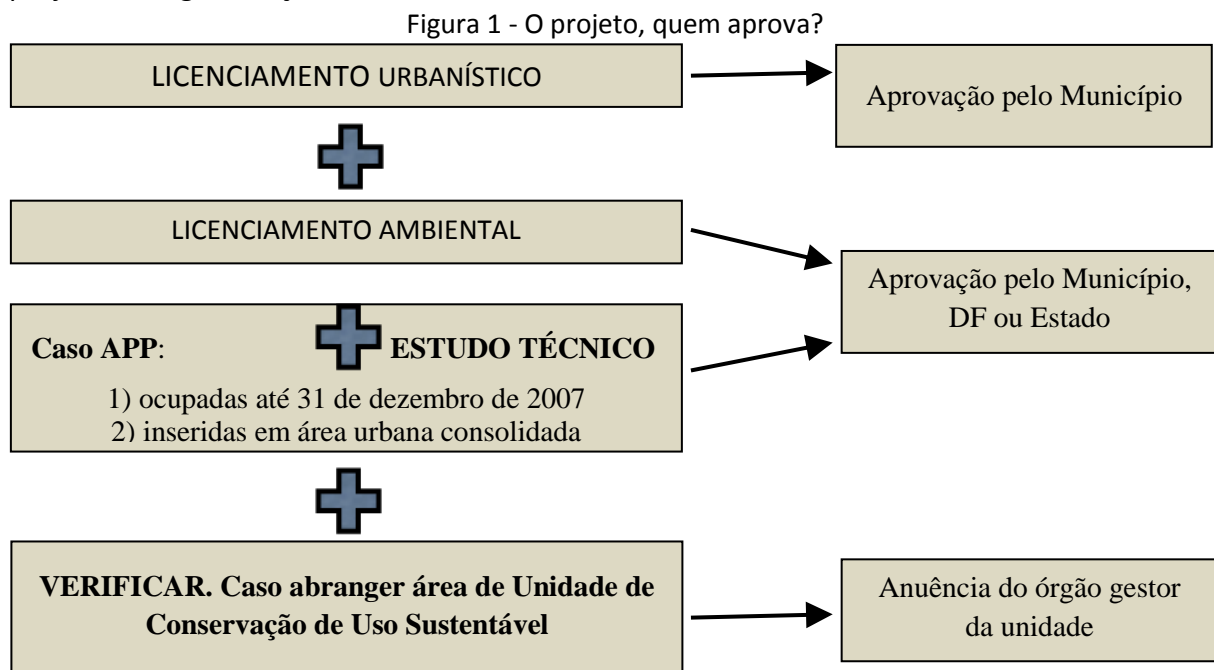 Figura 1 - O projeto, quem aprova?
LICENCIAMENTO URBANÍSTICO
Aprovação pelo Município
LICENCIAMENTO AMBIENTAL
Aprovação pelo Município,
DF ou Estado
Caso APP: ESTUDO TÉCNICO
1) ocupadas até 31 de dezembro de 2007
2) inseridas em área urbana consolidada
VERIFICAR. Caso abranger área de Unidade de
Conservação de Uso Sustentável
Anuência do órgão gestor
da unidade